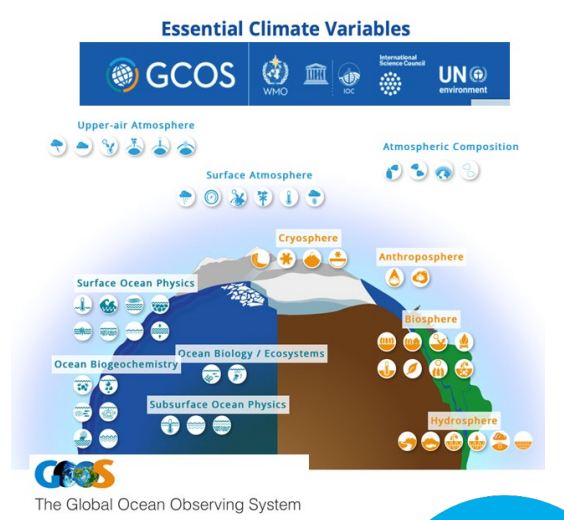 Essential Climate Variables
GCOS
WMO
IOC
International
Science Council
UN
environment
Upper-air Atmosphere
Atmospheric Composition
Surface Atmosphere
Cryosphere
Anthroposphere
Surface Ocean Physics
Biosphere
Ocean Biology / Ecosystems
Ocean Biogeochemistry
Subsurface Ocean Physics
Hydrosphere
GOOS
The Global Ocean Observing System